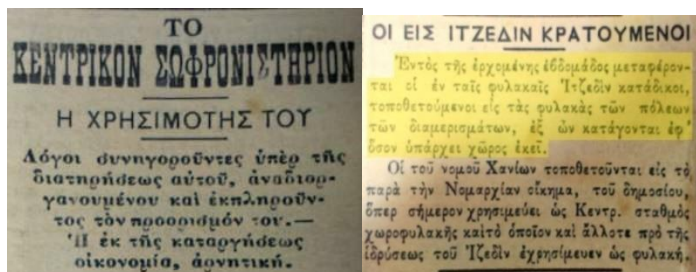 ΤΟ
ΚΕΝΤΡΙΚΟΝ ΣΩΦΡΟΝΙΣΤΗΡΙΟΝ
Η ΧΡΗΣΙΜΟΤΗΣ ΤΟΥ
Λόγοι συνηγοροῦντες ὑπὲρ τῆς
διατηρήσεως αὐτοῦ, ἀναδιορ-
γανουμένου καὶ ἐκπληροῦν-
τος τὸν προορισμόν του.—
Ἡ ἐκ τῆς καταργήσεως
οἰκονομία, ἀρνητική.
ΟΙ ΕΙΣ ΙΤΖΕΔΙΝ ΚΡΑΤΟΥΜΕΝΟΙ
Ἐντὸς τῆς ἐρχομένης ἑβδομάδος μεταφέρον-
ται οἱ ἐν ταῖς φυλακαῖς Ἰτζεδὶν κατάδικοι,
τοποθετούμενοι εἰς τὰς φυλακὰς τῶν πόλεων
τῶν διαμερισμάτων, ἐξ ὧν κατάγονται ἐφ'
ὅσον ὑπάρχει χῶρος ἐκεῖ.
Οἱ τοῦ νομοῦ Χανίων τοποθετοῦνται εἰς τὸ
παρὰ τὴν Νομαρχίαν οἴκημα, τοῦ δημοσίου,
ὅπερ σήμερον χρησιμεύει ὡς Κεντρ. σταθμὸς
χωροφυλακῆς καὶτὸ ὁποῖον καὶ ἄλλοτε πρὸ τῆς
ἱδρύσεως τοῦ Ἰζεδὶν ἐχρησίμευεν ὡς φυλακή.